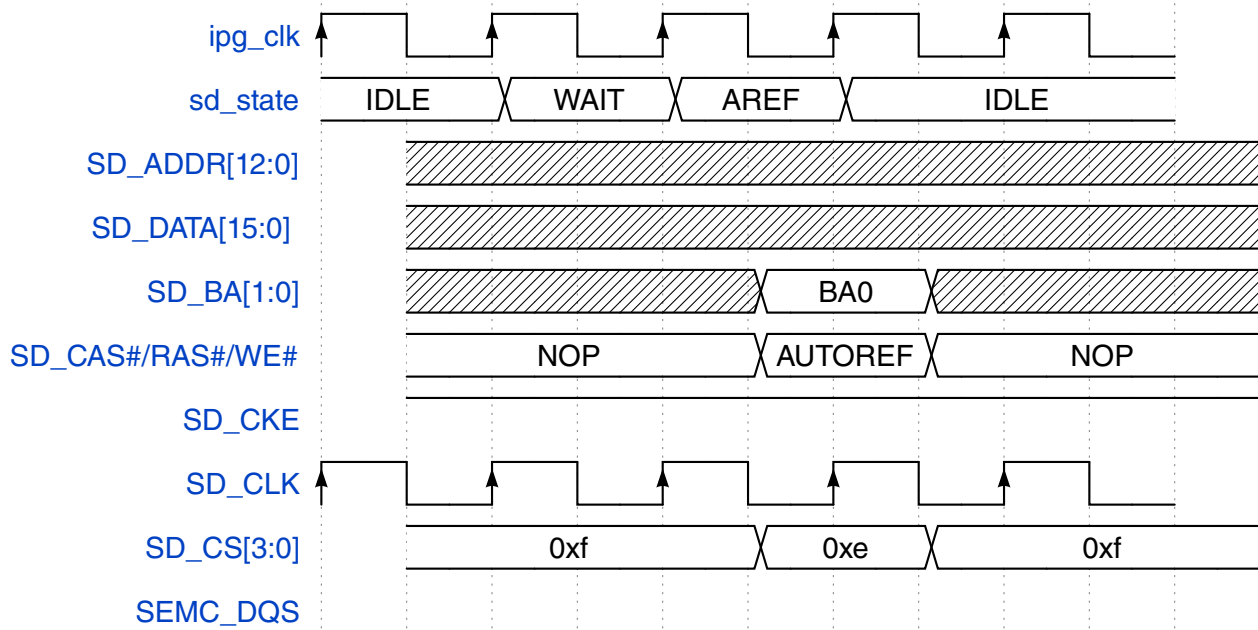 ipg_clk
sd_state IDLE WAIT AREF IDLE
SD_ADDR[12:0]
SD_DATA[15:0]
SD_BA[1:0] BA0
SD_CAS#/RAS#/WE# NOP AUTOREF NOP
SD_CKE
SD_CLK
SD_CS[3:0] 0xf 0xe 0xf
SEMC_DQS